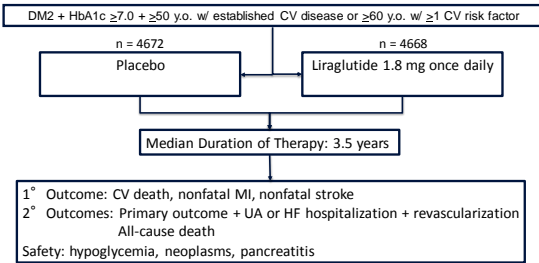 DM2 + HbA1c ≥7.0 + ≥50 y.o. w/ established CV disease or ≥60 y.o. w/ ≥1 CV risk factor
n = 4672
n = 4668
Placebo
Liraglutide 1.8 mg once daily
Median Duration of Therapy: 3.5 years
1° Outcome: CV death, nonfatal MI, nonfatal stroke
2° Outcomes: Primary outcome + UA or HF hospitalization + revascularization
All-cause death
Safety: hypoglycemia, neoplasms, pancreatitis